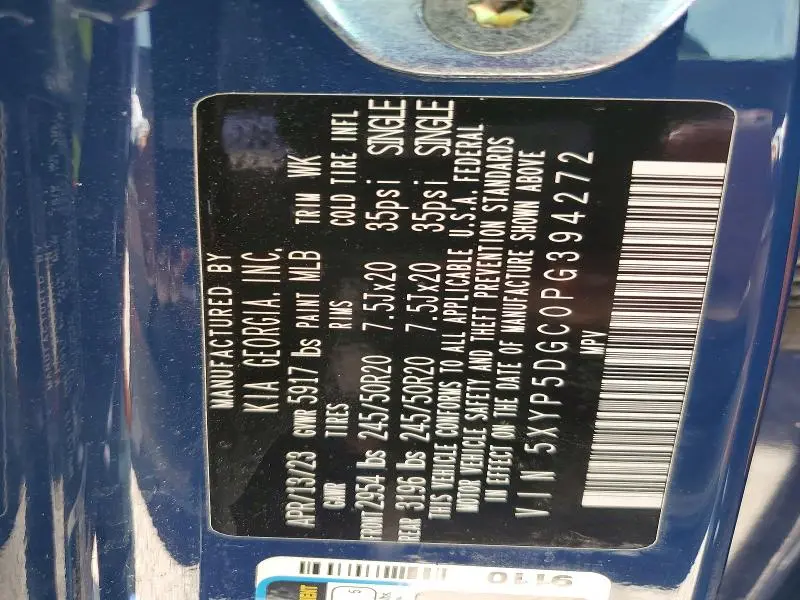 MANUFACTURED BY
KIA GEORGIA, INC.
APR/13/23 GVWR 5917 lbs PAINT MLB TRIM WK
GWR TIRES RIMS COLD TIRE INFL
FRONT 2954 lbs 245/50R20 7.5Jx20 35psi SINGLE
REAR 3196 lbs 245/50R20 7.5Jx20 35psi SINGLE
THIS VEHICLE CONFORMS TO ALL APPLICABLE U.S.A. FEDERAL
MOTOR VEHICLE SAFETY AND THEFT PREVENTION STANDARDS
IN EFFECT ON THE DATE OF MANUFACTURE SHOWN ABOVE
VIN 5XYP5DGC0PG394272
MPV
9110